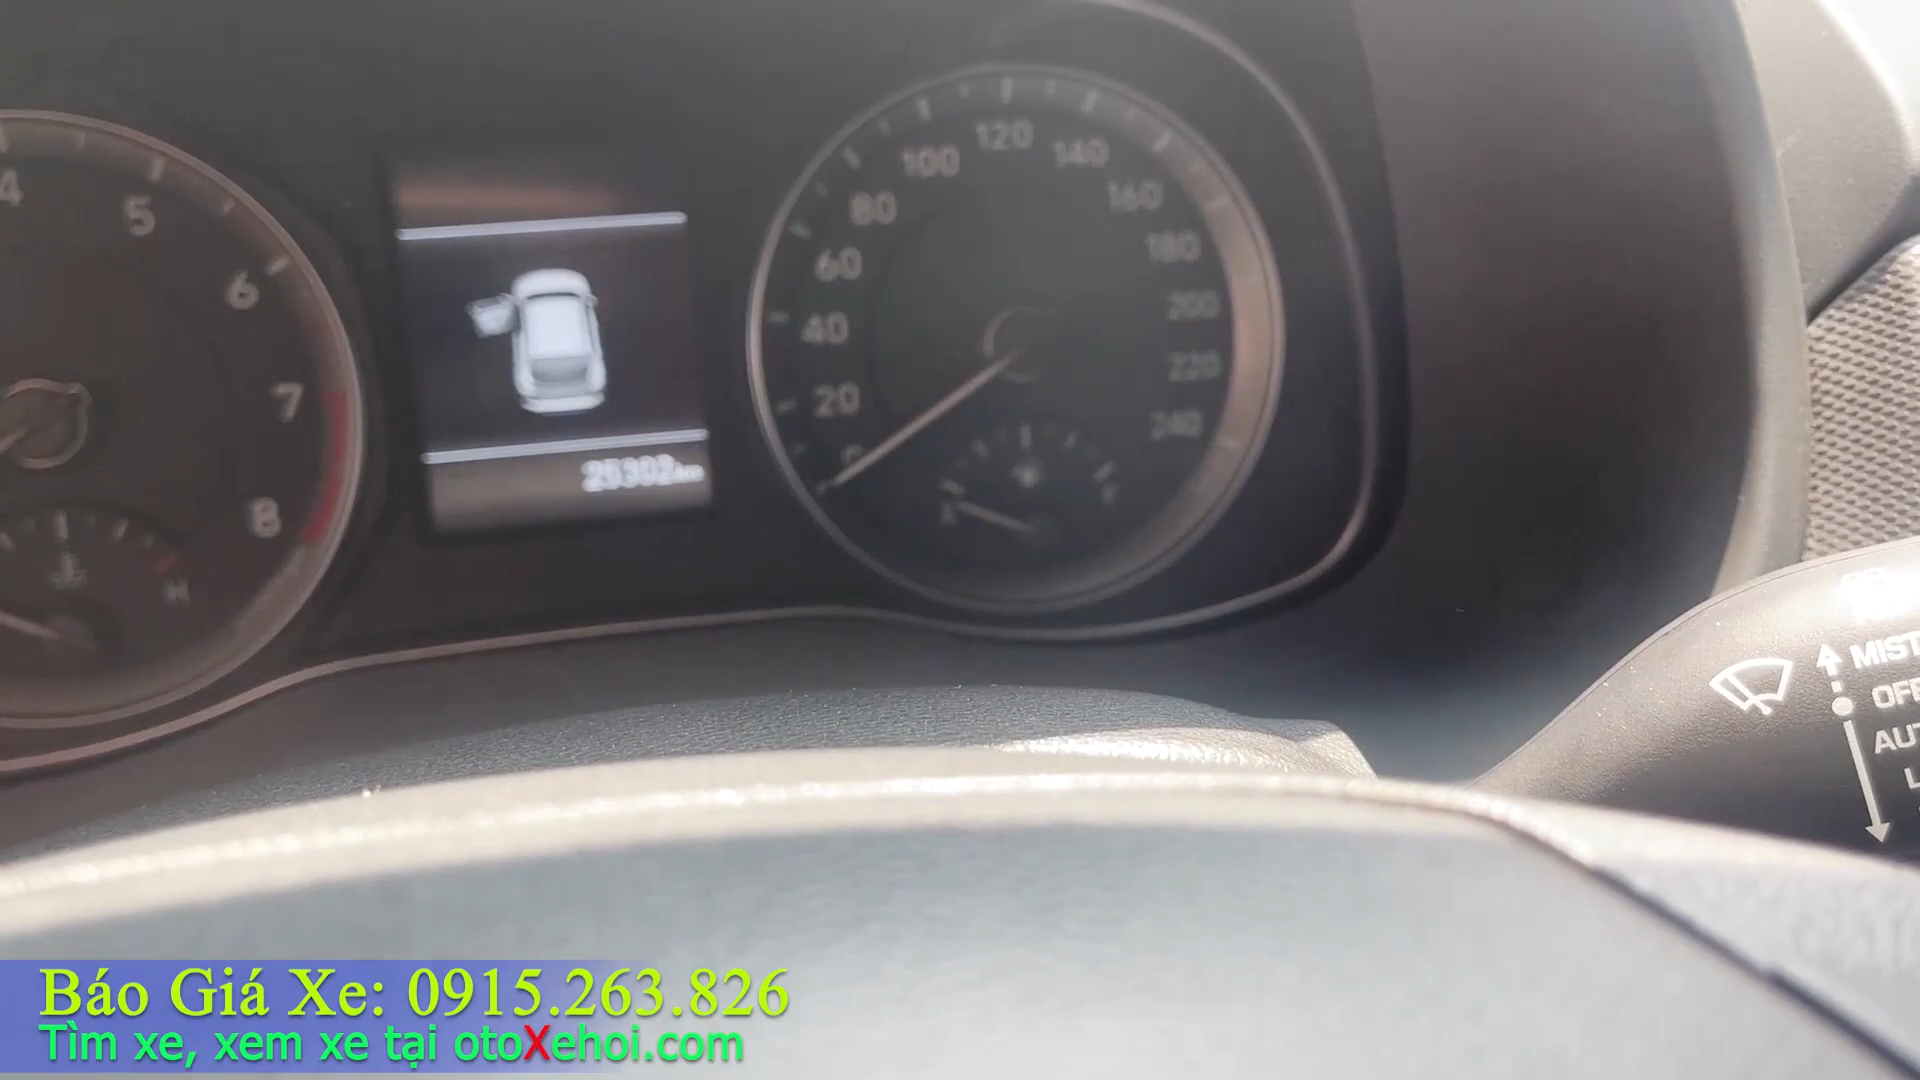 4
5
6
7
8
H
25302km
0
20
40
60
80
100
120
140
160
180
200
220
240
F
MIST
OFF
Báo Giá Xe: 0915.263.826
Tìm xe, xem xe tại otoXehoi.com